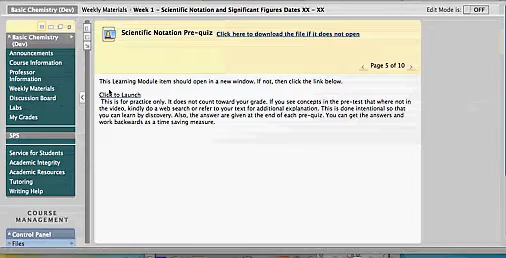 Basic Chemistry (Dev) Weekly Materials › Week 1 – Scientific Notation and Significant Figures Dates XX – XX Edit Mode is: OFF
Basic Chemistry
(Dev)
Announcements
Course Information
Professor
Information
Weekly Materials
Discussion Board
Labs
My Grades
SPS
Service for Students
Academic Integrity
Academic Resources
Tutoring
Writing Help
COURSE
MANAGEMENT
Control Panel
Files
Scientific Notation Pre-quiz Click here to download the file if it does not open
Page 5 of 10
This Learning Module item should open in a new window. If not, then click the link below.
Click to Launch
This is for practice only. It does not count toward your grade. If you see concepts in the pre-test that where not in
the video, kindly do a web search or refer to your text for additional explanation. This is done intentional so that
you can learn by discovery. Also, the answer are given at the end of each pre-quiz. You can get the answers and
work backwards as a time saving measure.